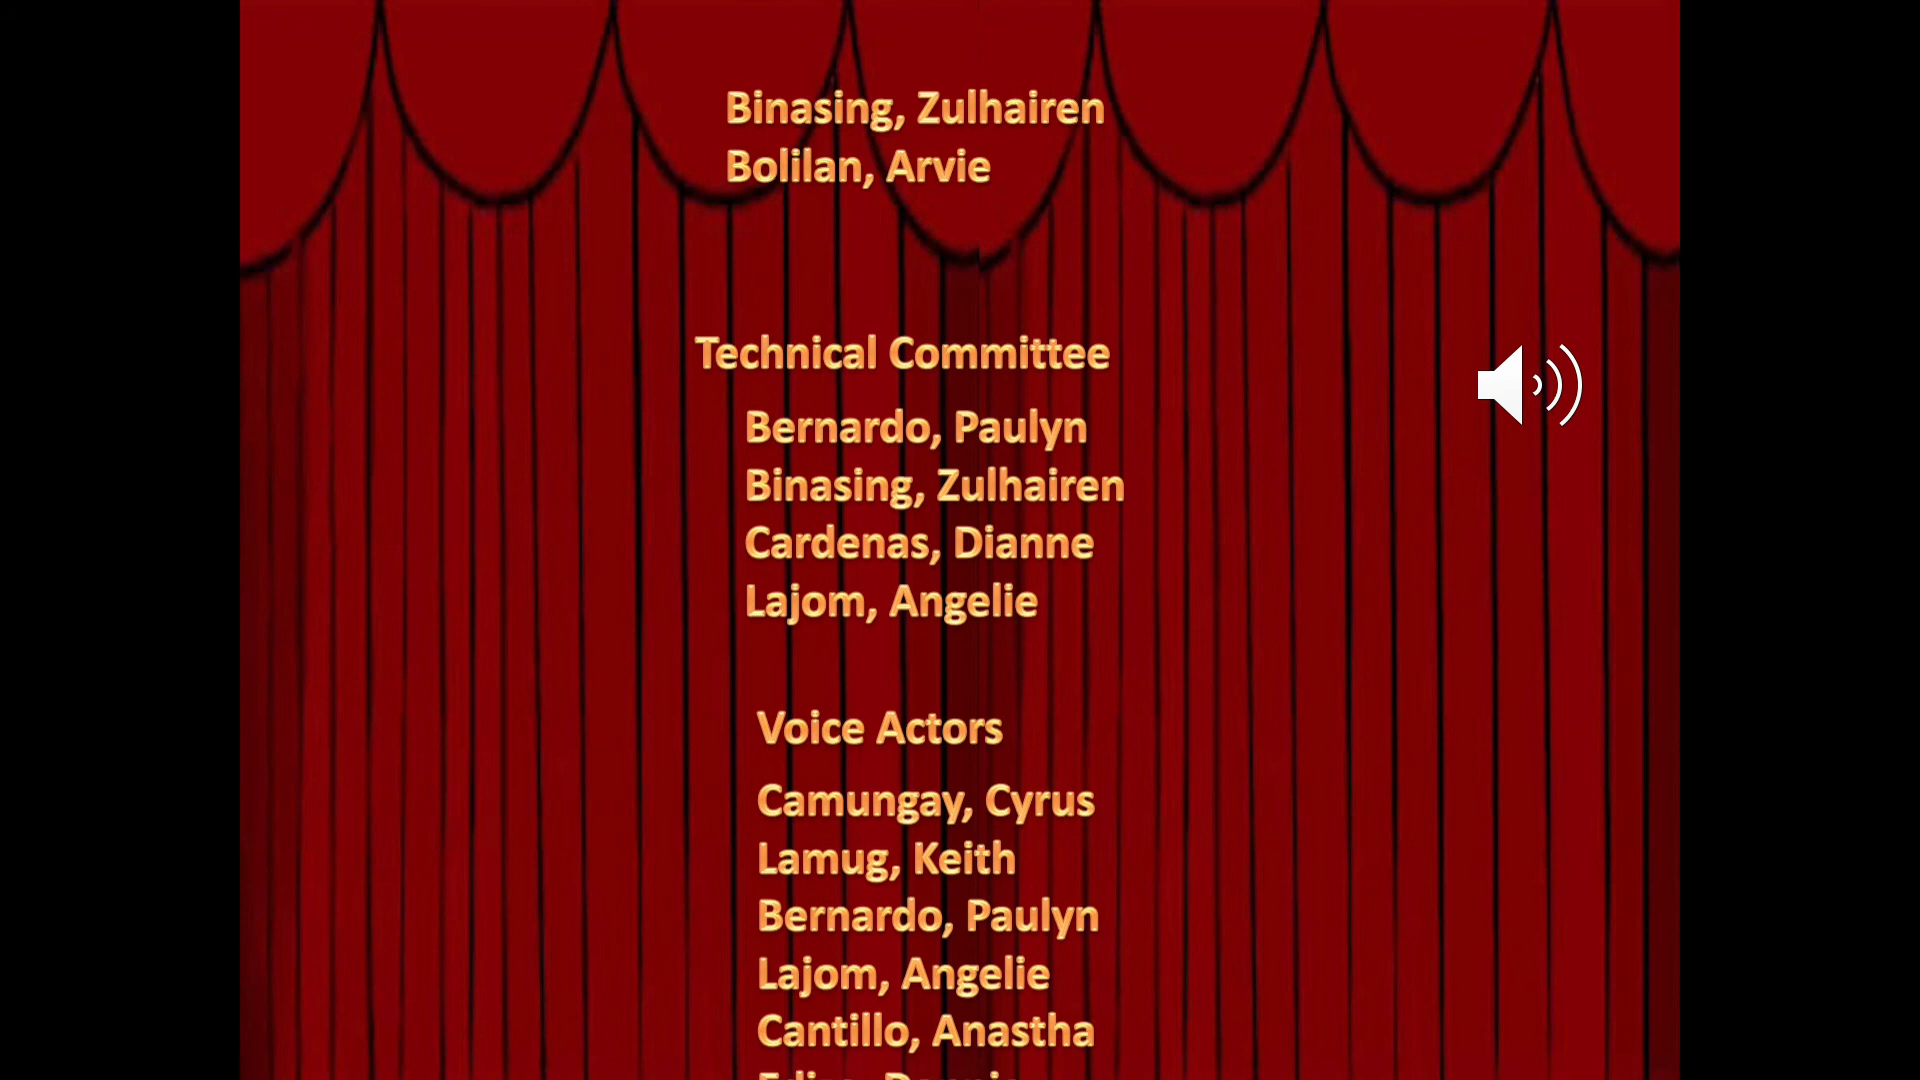 Binasing, Zulhairen
Bolilan, Arvie
Technical Committee
Bernardo, Paulyn
Binasing, Zulhairen
Cardenas, Dianne
Lajom, Angelie
Voice Actors
Camungay, Cyrus
Lamug, Keith
Bernardo, Paulyn
Lajom, Angelie
Cantillo, Anastha